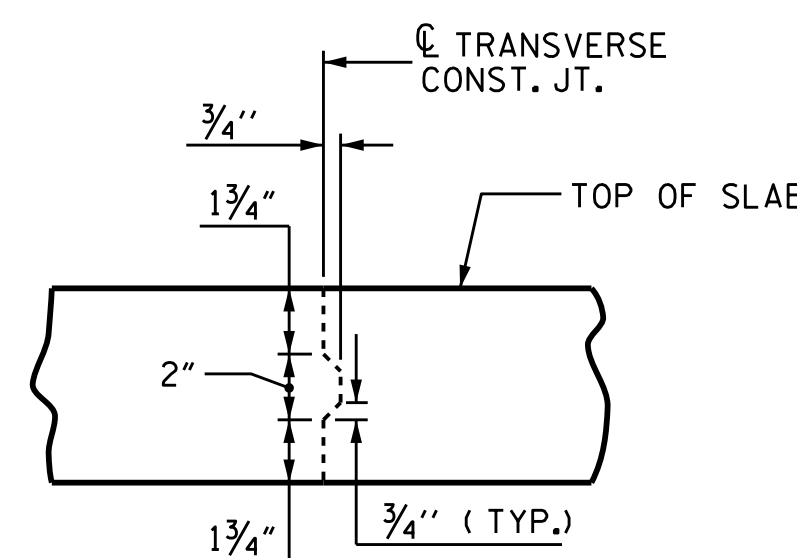 ℄ TRANSVERSE
CONST. JT.
3/4''
1 3/4"
TOP OF SLAB
2"
3/4'' ( TYP.)
1 3/4"